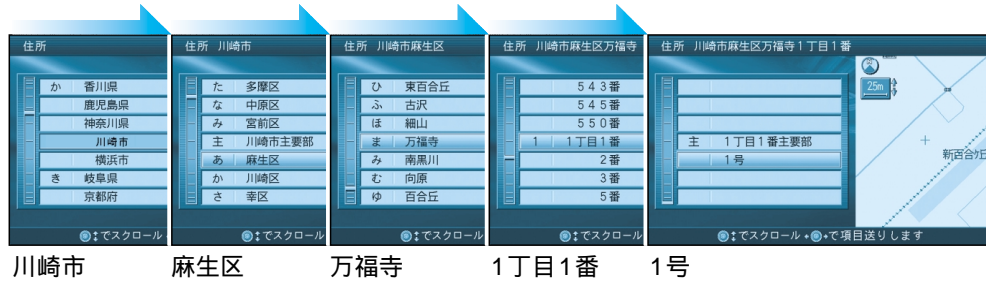 住所
か 香川県
鹿児島県
神奈川県
川崎市
横浜市
き 岐阜県
京都府
でスクロール
住所 川崎市
た 多摩区
な 中原区
み 宮前区
主 川崎市主要部
あ 麻生区
か 川崎区
さ 幸区
でスクロール
住所 川崎市麻生区
ひ 東百合丘
ふ 古沢
ほ 細山
ま 万福寺
み 南黒川
む 向原
ゆ 百合丘
でスクロール
住所 川崎市麻生区万福寺
543番
545番
550番
1 1丁目1番
2番
3番
5番
でスクロール
住所 川崎市麻生区万福寺1丁目1番
主 1丁目1番主要部
1号
25m
新百合ヶ丘
でスクロール でで項目送りします
川崎市
麻生区
万福寺
1丁目1番
1号